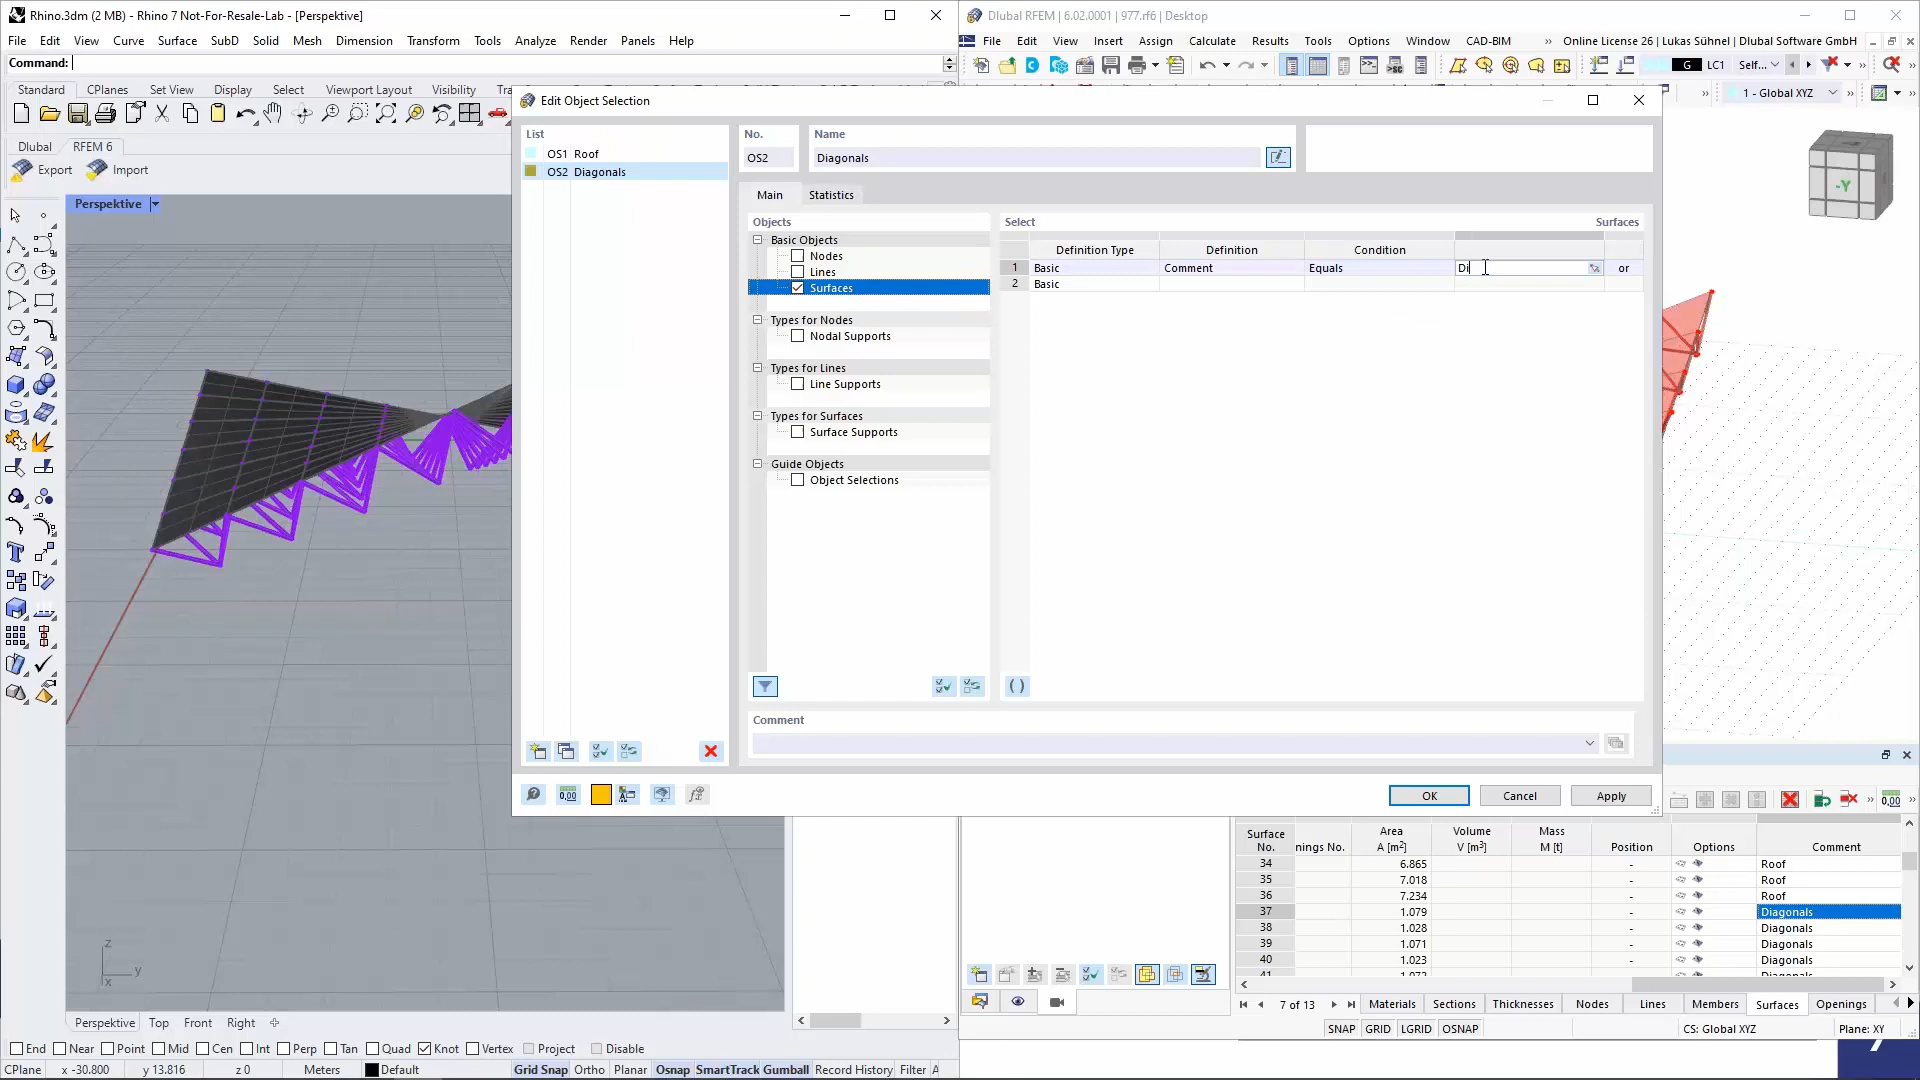 Rhino.3dm (2 MB) - Rhino 7 Not-For-Resale-Lab - [Perspektive]
File Edit View Curve Surface SubD Solid Mesh Dimension Transform Tools Analyze Render Panels Help
Command:
Standard CPlanes Set View Display Select Viewport Layout Visibility Tra
Dlubal RFEM 6
Export Import
Perspektive
z
y
x
Perspektive Top Front Right
End Near Point Mid Cen Int Perp Tan Quad Knot Vertex Project Disable
CPlane x -30.800 y 13.816 z 0 Meters Default Grid Snap Ortho Planar Osnap SmartTrack Gumball Record History Filter A
Dlubal RFEM | 6.02.0001 | 977.rf6 | Desktop
File Edit View Insert Assign Calculate Results Tools Options Window CAD-BIM » Online License 26 | Lukas Sühnel | Dlubal Software GmbH
G LC1 Self...
1 - Global XYZ
-Y
Edit Object Selection
List
OS1 Roof
OS2 Diagonals
No.
OS2
Name
Diagonals
Main Statistics
Objects
Basic Objects
Nodes
Lines
Surfaces
Types for Nodes
Nodal Supports
Types for Lines
Line Supports
Types for Surfaces
Surface Supports
Guide Objects
Object Selections
Select Surfaces
Definition Type Definition Condition
1 Basic Comment Equals Di or
2 Basic
Comment
OK Cancel Apply
Surface No. nings No. Area A [m²] Volume V [m³] Mass M [t] Position Options Comment
34 6.865 - Roof
35 7.018 - Roof
36 7.234 - Roof
37 1.079 - Diagonals
38 1.028 - Diagonals
39 1.071 - Diagonals
40 1.023 - Diagonals
41 1.072 Diagonals
7 of 13 Materials Sections Thicknesses Nodes Lines Members Surfaces Openings
SNAP GRID LGRID OSNAP CS: Global XYZ Plane: XY